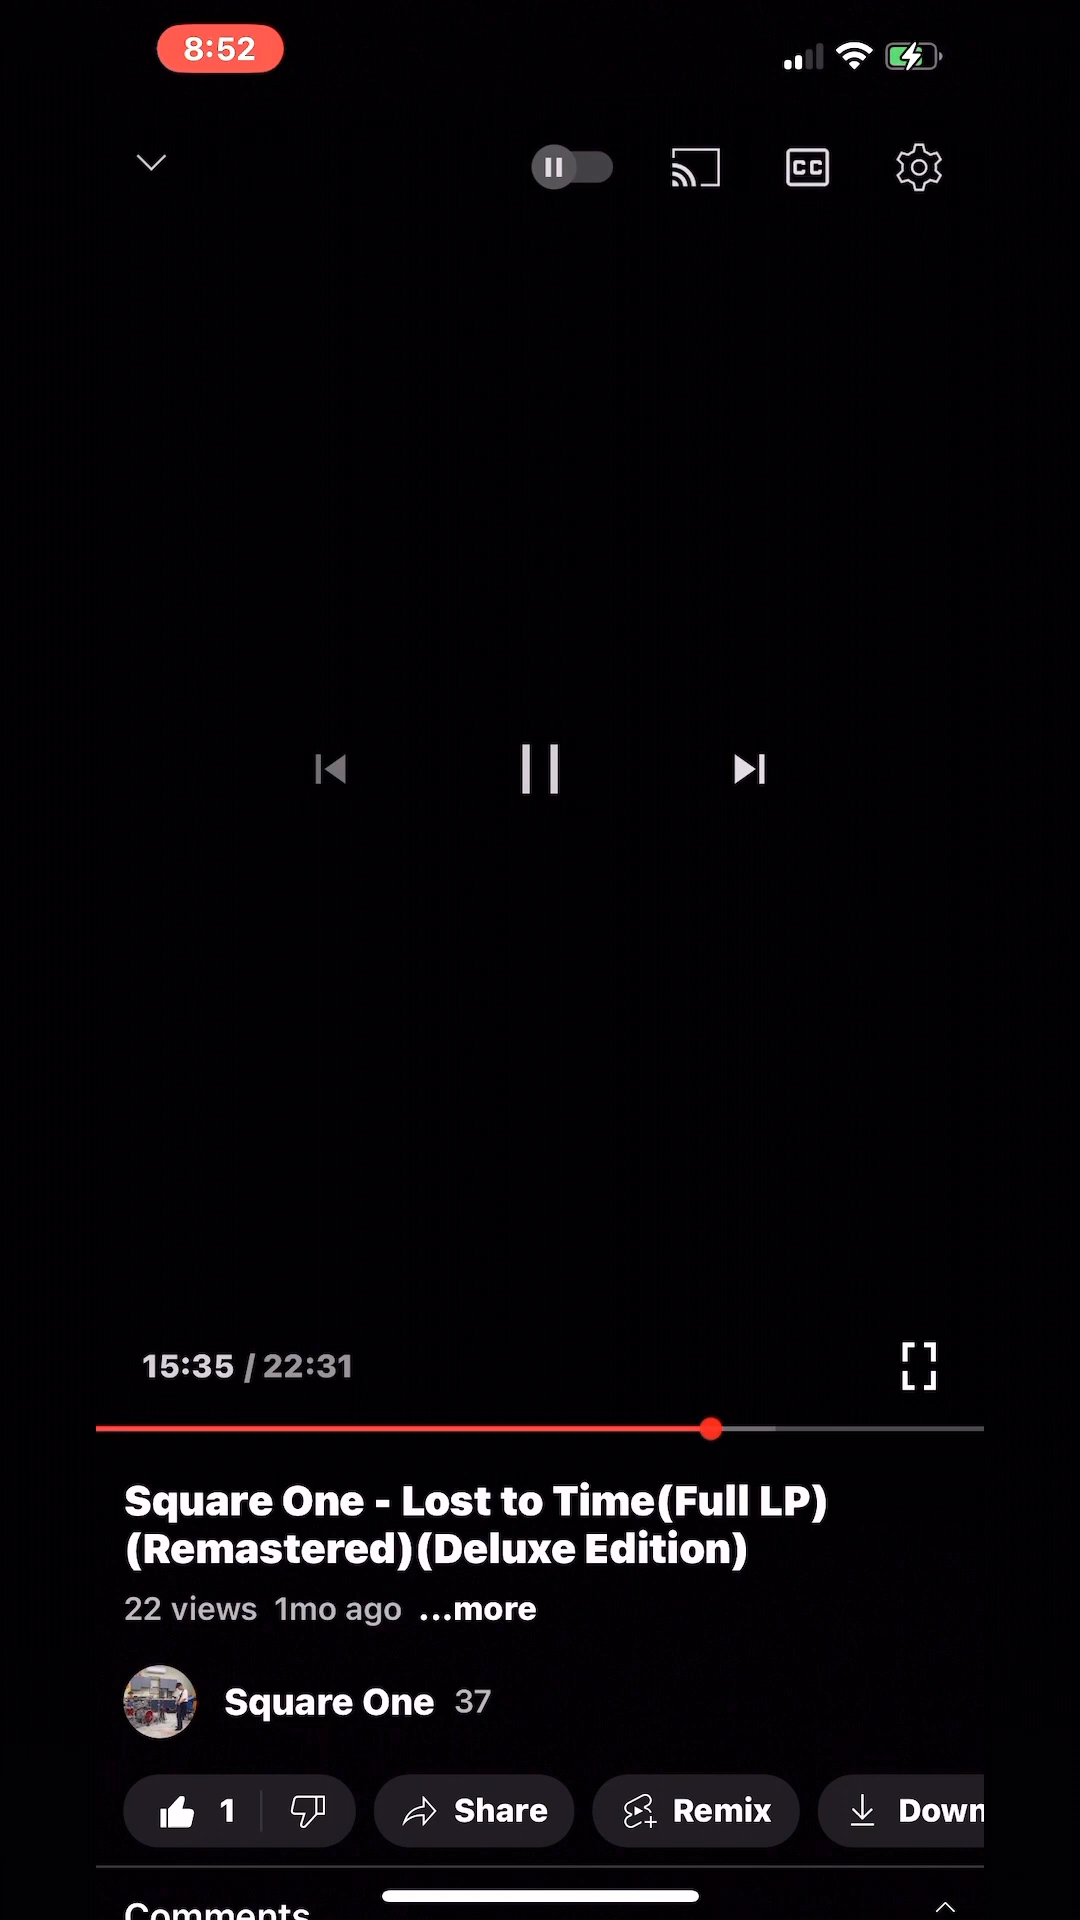 8:52
CC
15:35 / 22:31
Square One - Lost to Time(Full LP)
(Remastered)(Deluxe Edition)
22 views 1mo ago ...more
Square One 37
1 Share Remix Down
Comments